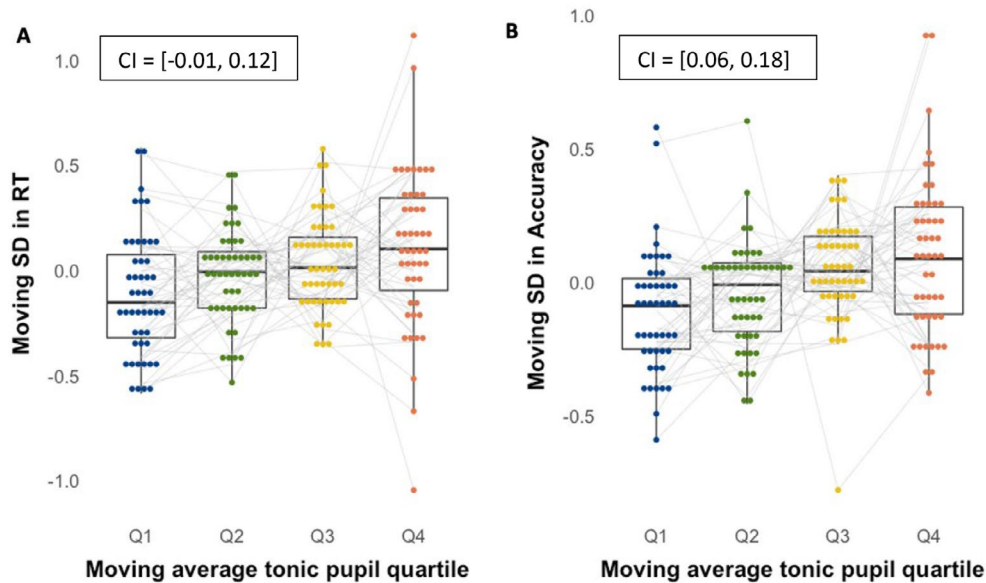 A
CI = [-0.01, 0.12]
Moving SD in RT
1.0
0.5
0.0
-0.5
-1.0
Q1 Q2 Q3 Q4
Moving average tonic pupil quartile
B
CI = [0.06, 0.18]
Moving SD in Accuracy
1.0
0.5
0.0
-0.5
Q1 Q2 Q3 Q4
Moving average tonic pupil quartile